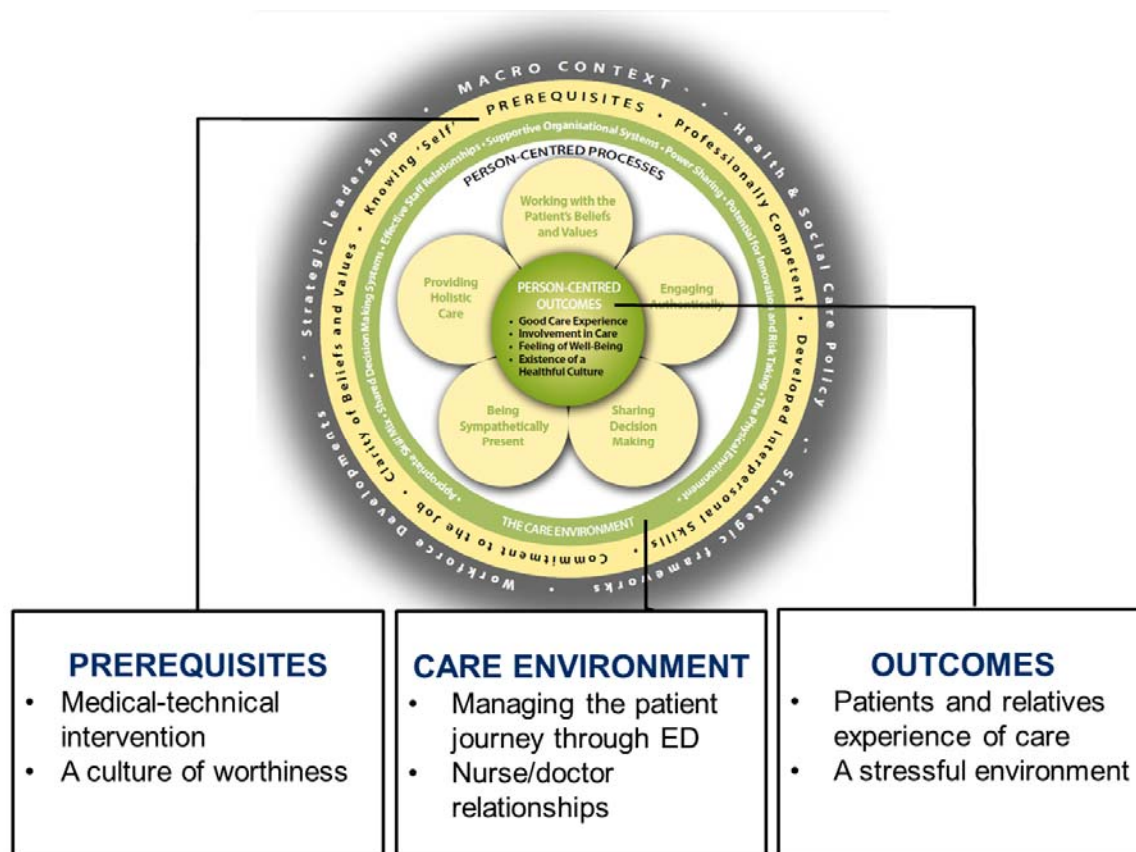 MACRO CONTEXT
Health & Social Care Policy
Strategic frameworks
Workforce Developments
Strategic leadership
PREREQUISITES
Professionally Competent
Developed Interpersonal Skills
Commitment to the Job
Clarity of Beliefs and Values
Knowing 'Self'
Supportive Organisational Systems
Power Sharing
Potential for Innovation and Risk Taking
The Physical Environment
THE CARE ENVIRONMENT
Appropriate Skill Mix
Shared Decision Making Systems
Effective Staff Relationships
PERSON-CENTRED PROCESSES
Working with the
Patient's Beliefs
and Values
Providing
Holistic
Care
Engaging
Authentically
PERSON-CENTRED
OUTCOMES
• Good Care Experience
• Involvement in Care
• Feeling of Well-Being
• Existence of a
Healthful Culture
Being
Sympathetically
Present
Sharing
Decision
Making
PREREQUISITES
• Medical-technical
intervention
• A culture of worthiness
CARE ENVIRONMENT
• Managing the patient
journey through ED
• Nurse/doctor
relationships
OUTCOMES
• Patients and relatives
experience of care
• A stressful environment